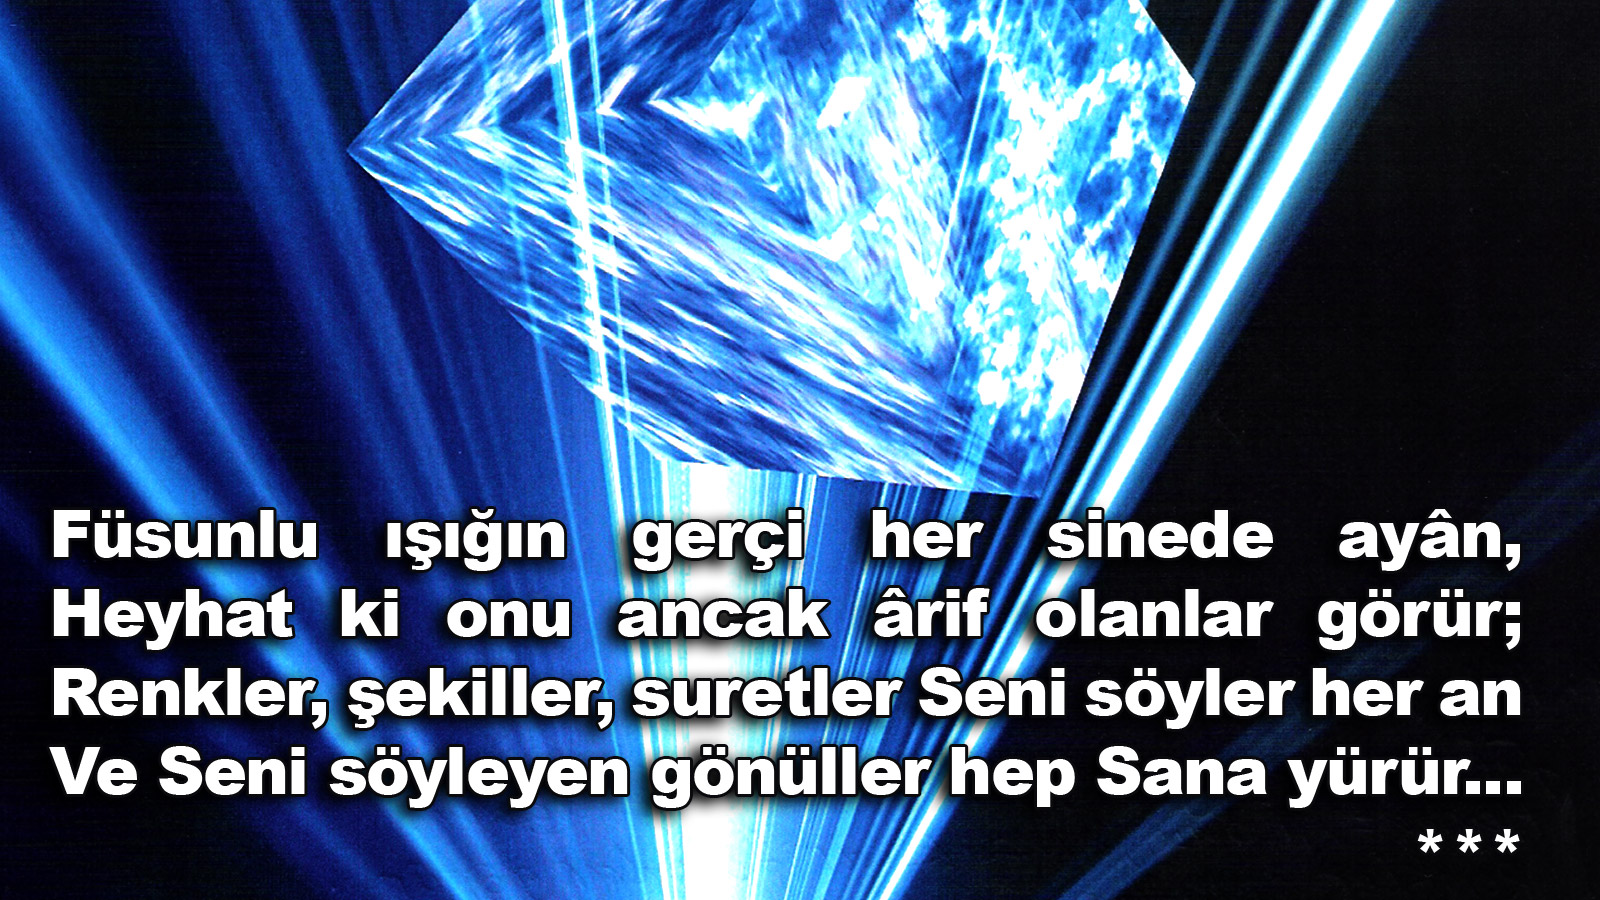 Füsunlu ışığın gerçi her sinede ayân,
Heyhat ki onu ancak ârif olanlar görür;
Renkler, şekiller, suretler Seni söyler her an
Ve Seni söyleyen gönüller hep Sana yürür...
* * *